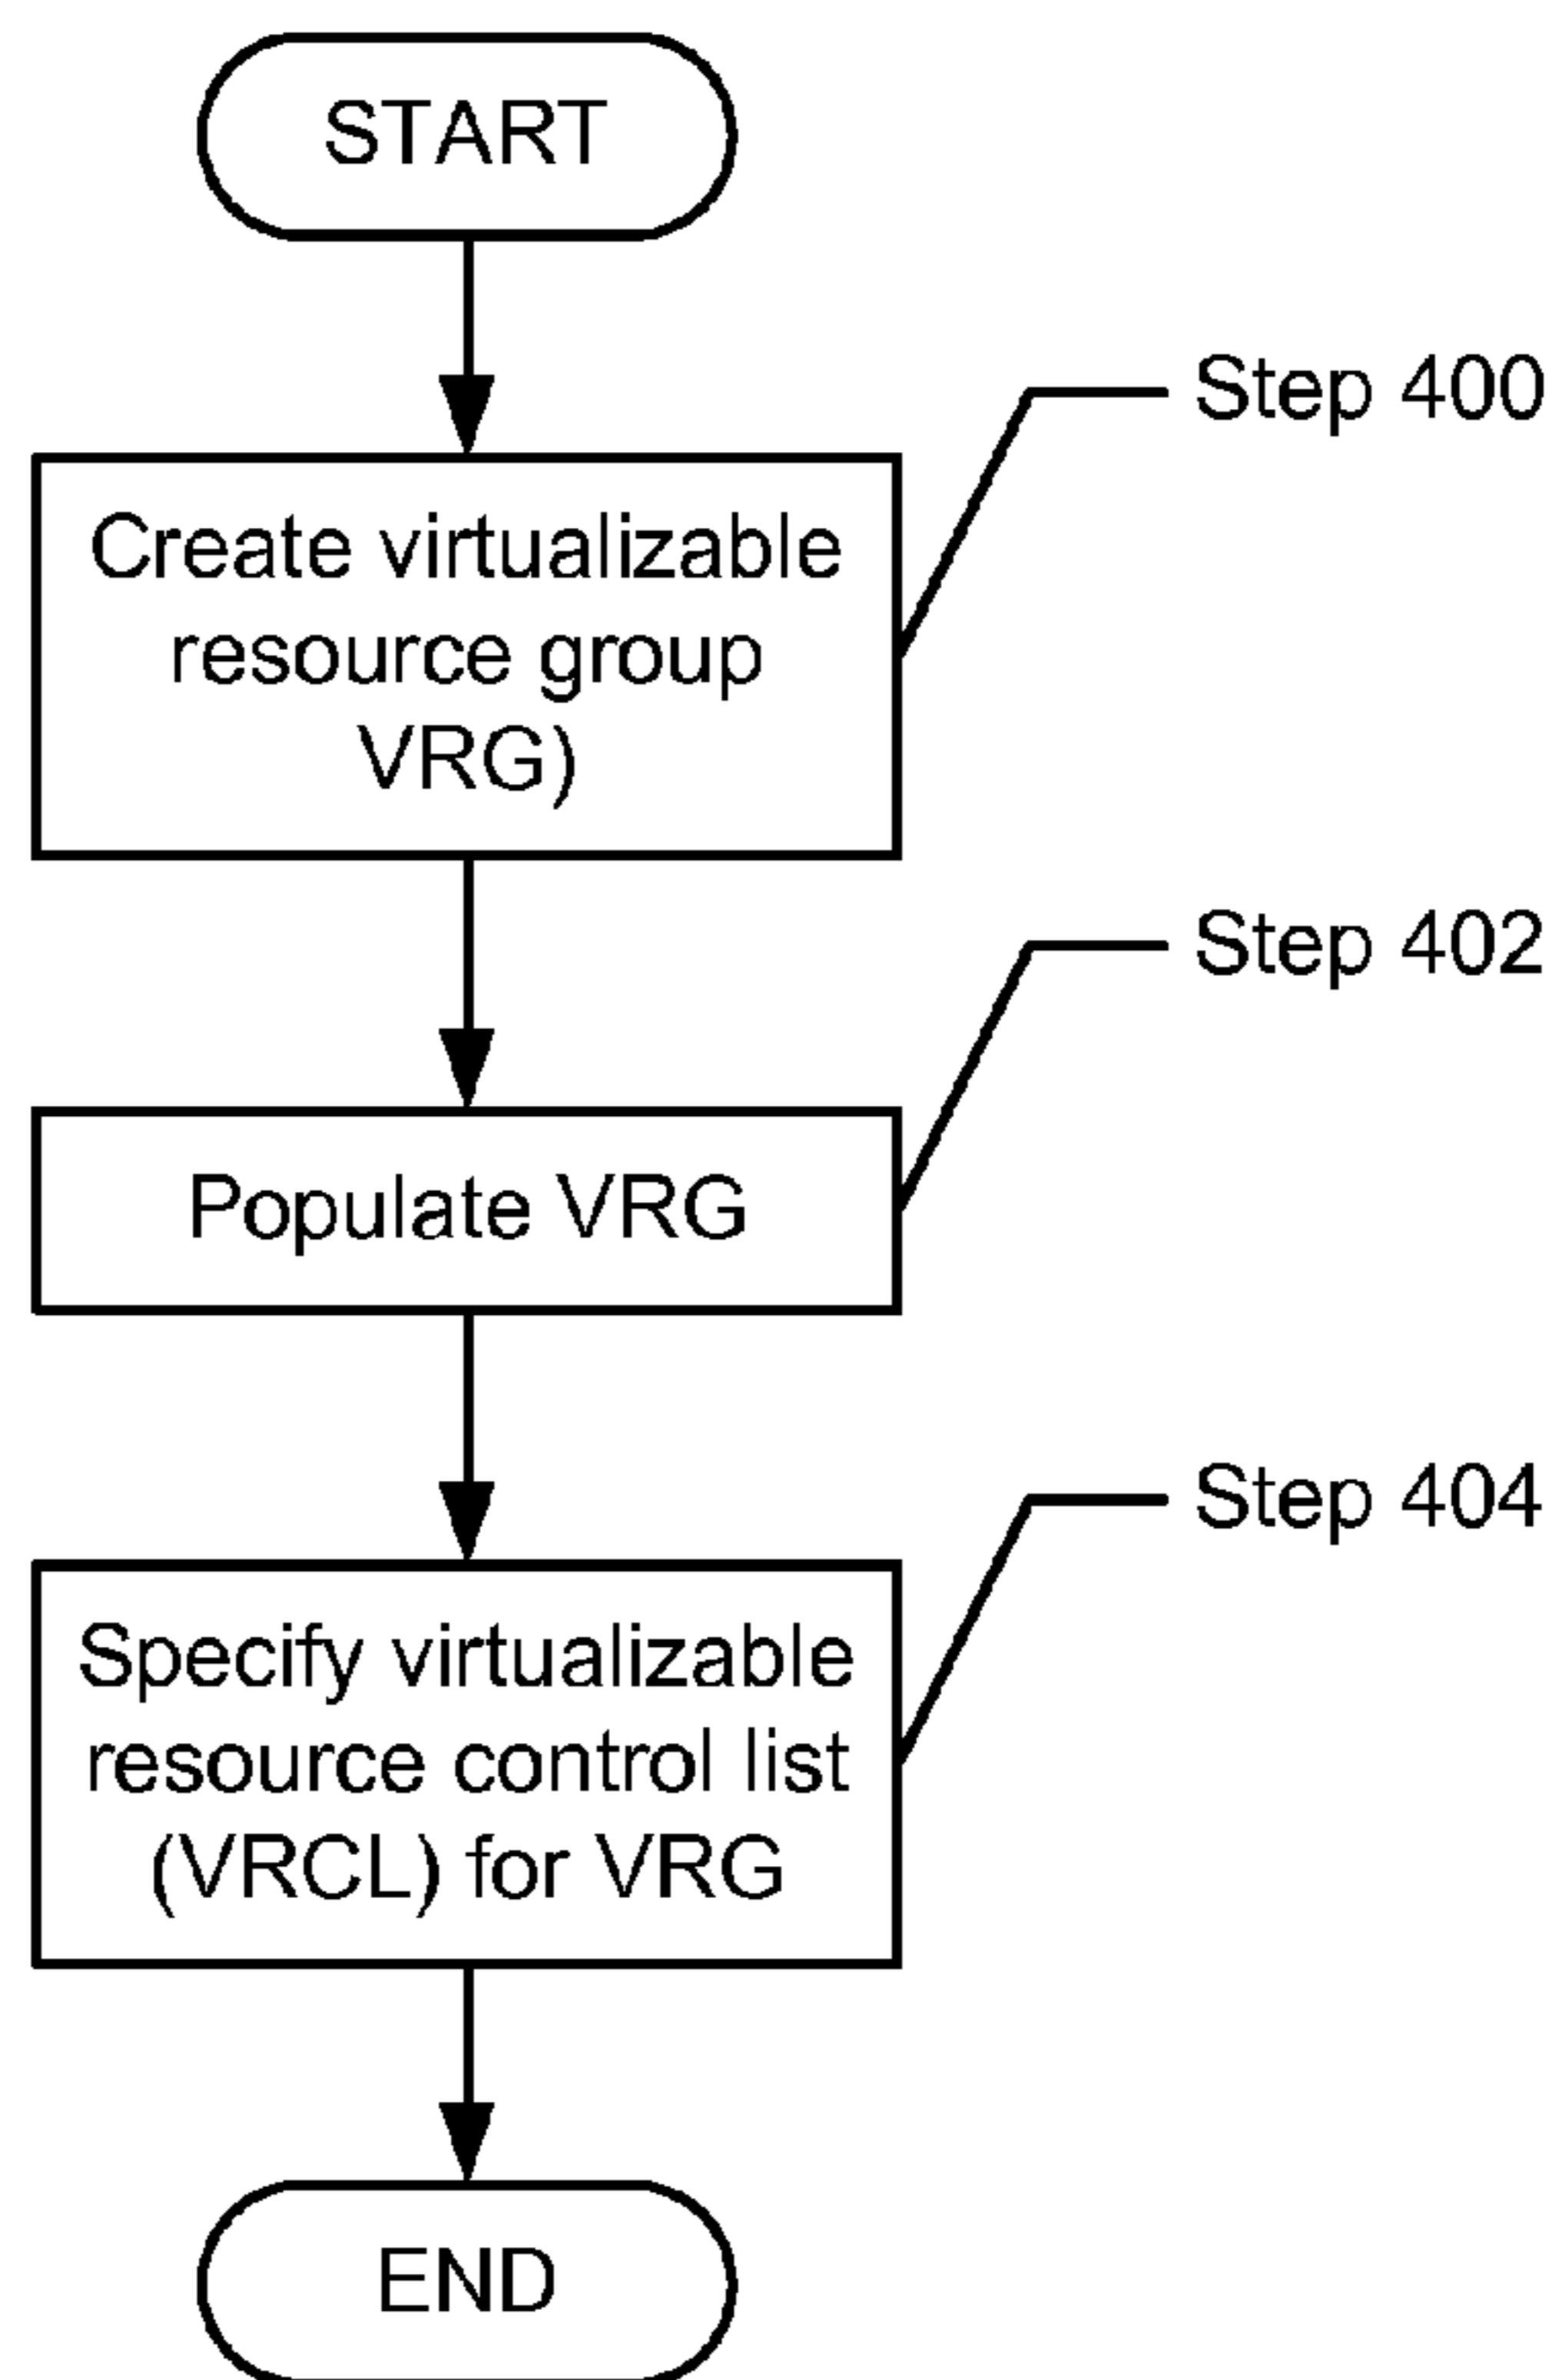 START
Step 400
Create virtualizable
resource group
VRG)
Step 402
Populate VRG
Step 404
Specify virtualizable
resource control list
(VRCL) for VRG
END